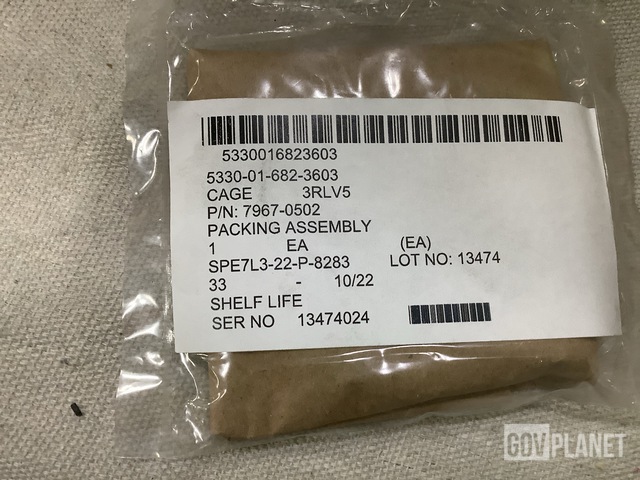 5330016823603
5330-01-682-3603
CAGE 3RLV5
P/N: 7967-0502
PACKING ASSEMBLY
1 EA (EA)
SPE7L3-22-P-8283 LOT NO: 13474
33 - 10/22
SHELF LIFE
SER NO 13474024
GOVPLANET